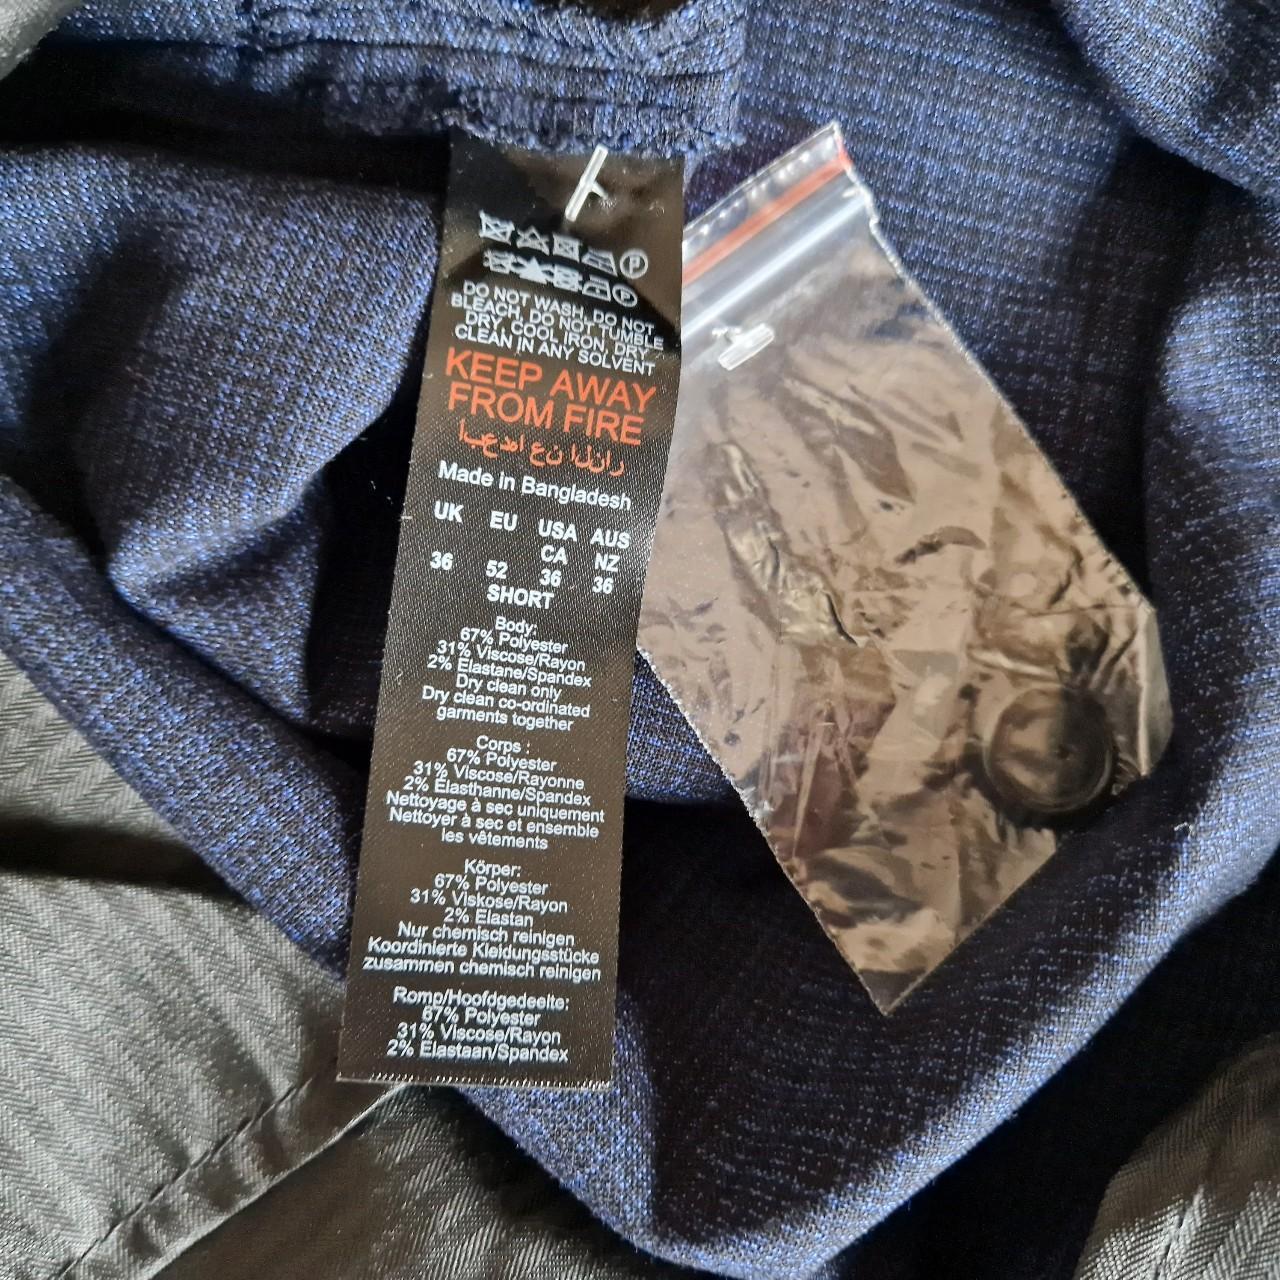 DO NOT WASH, DO NOT
BLEACH, DO NOT TUMBLE
DRY, COOL IRON, DRY-
CLEAN IN ANY SOLVENT
KEEP AWAY
FROM FIRE
ابعدها عن النار
Made in Bangladesh
UK EU USA AUS
CA NZ
36 52 36 36
SHORT
Body:
67% Polyester
31% Viscose/Rayon
2% Elastane/Spandex
Dry clean only
Dry clean co-ordinated
garments together
Corps :
67% Polyester
31% Viscose/Rayonne
2% Elasthanne/Spandex
Nettoyage à sec uniquement
Nettoyer à sec et ensemble
les vêtements
Körper:
67% Polyester
31% Viskose/Rayon
2% Elastan
Nur chemisch reinigen
Koordinierte Kleidungsstücke
zusammen chemisch reinigen
Romp/Hoofdgedeelte:
67% Polyester
31% Viscose/Rayon
2% Elastaan/Spandex